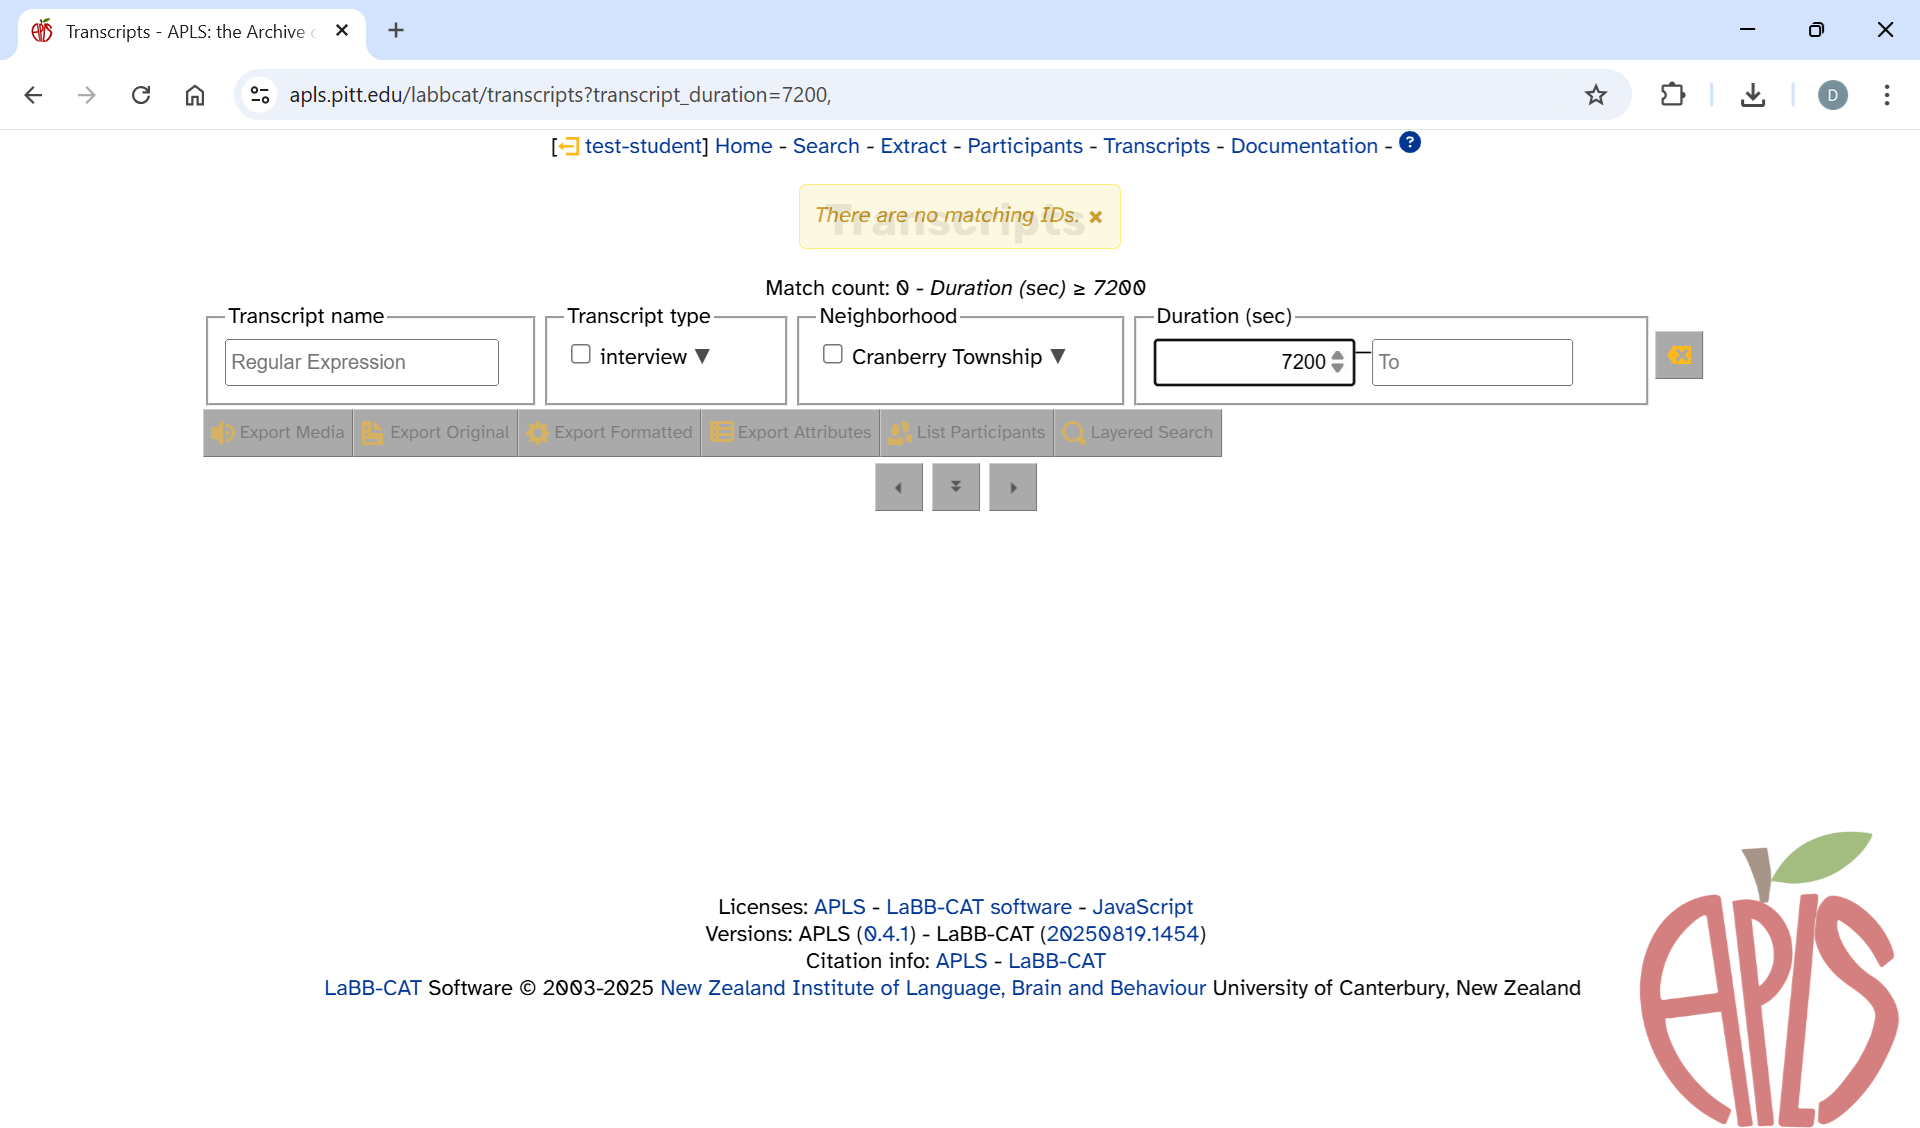 Transcripts - APLS: the Archive
apls.pitt.edu/labbcat/transcripts?transcript_duration=7200,
D
[test-student] Home - Search - Extract - Participants - Transcripts - Documentation - ?
Transcripts
There are no matching IDs. ×
Match count: 0 - Duration (sec) ≥ 7200
Transcript name
Transcript type
Neighborhood
Duration (sec)
Regular Expression
interview ▼
Cranberry Township ▼
7200
To
Export Media
Export Original
Export Formatted
Export Attributes
List Participants
Layered Search
Licenses: APLS - LaBB-CAT software - JavaScript
Versions: APLS (0.4.1) - LaBB-CAT (20250819.1454)
Citation info: APLS - LaBB-CAT
LaBB-CAT Software © 2003-2025 New Zealand Institute of Language, Brain and Behaviour University of Canterbury, New Zealand
APLS